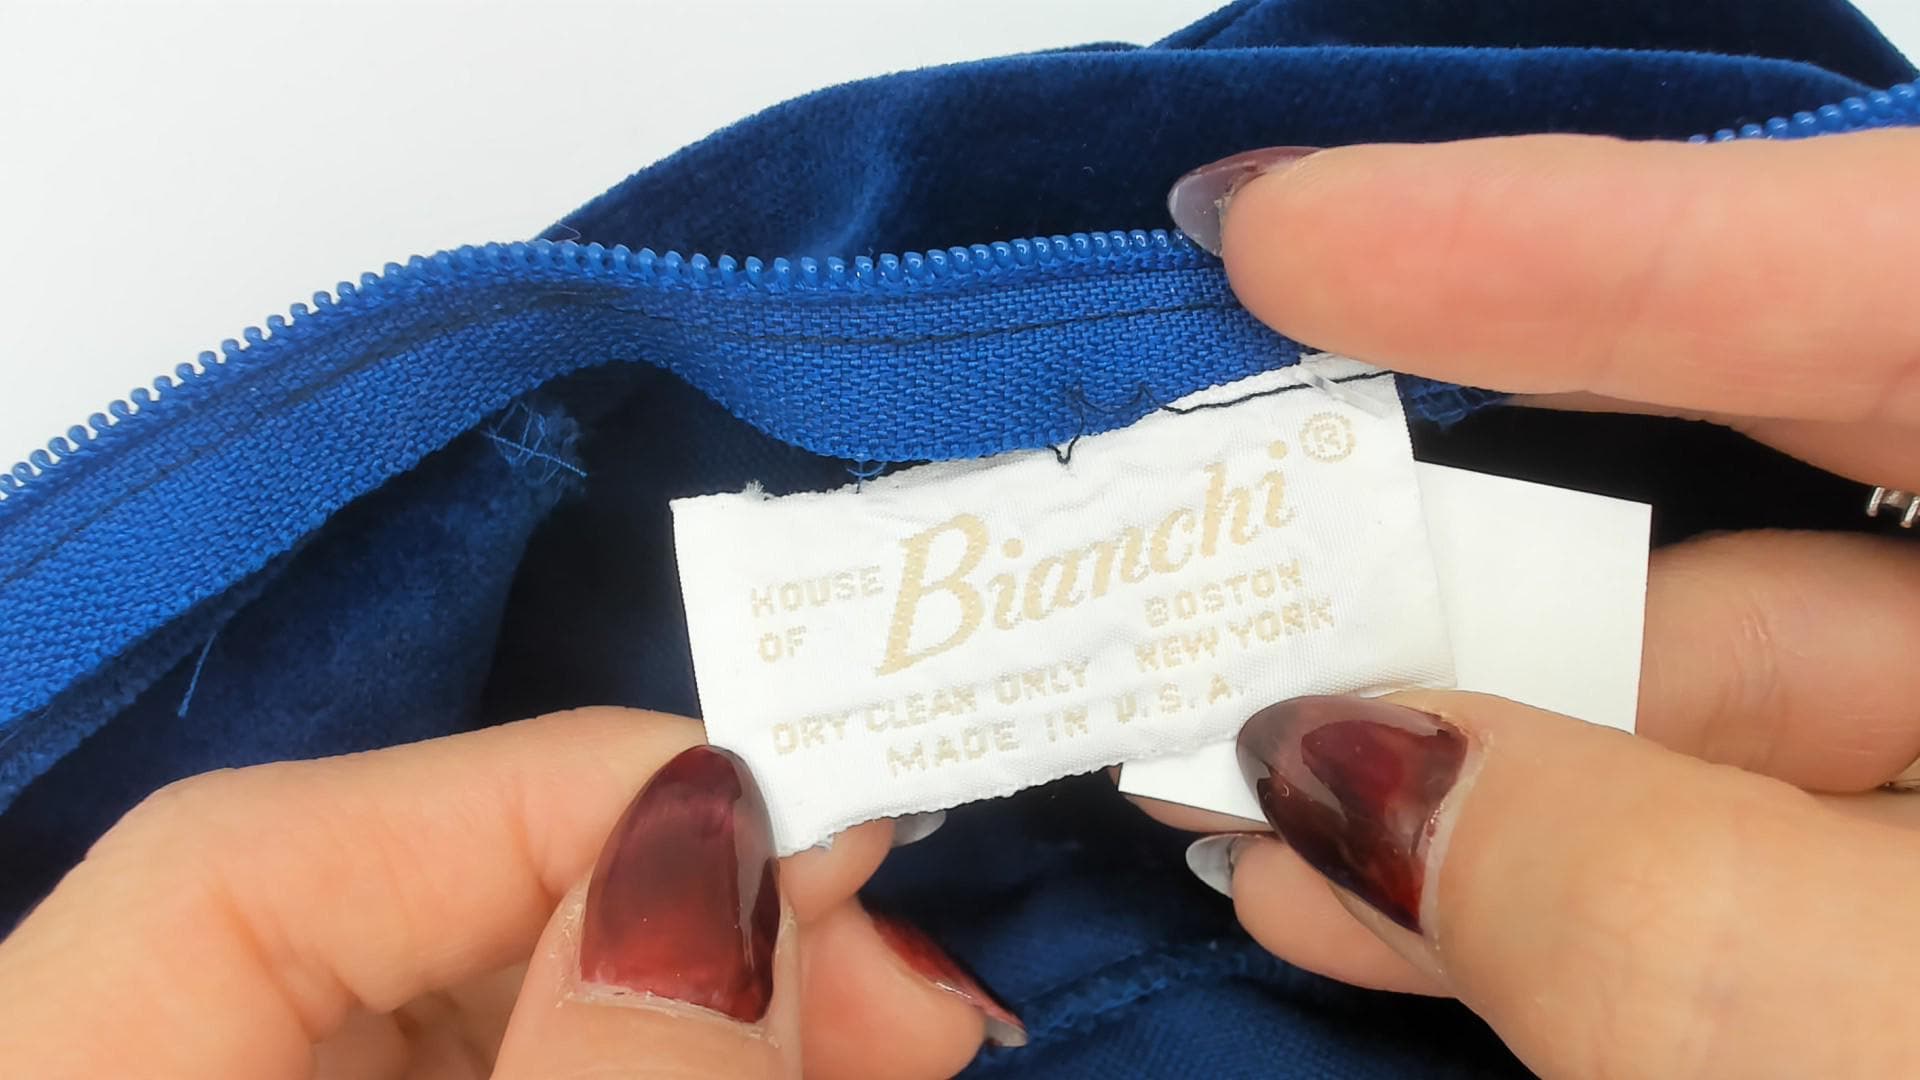 HOUSE OF Bianchi®
BOSTON
NEW YORK
DRY CLEAN ONLY
MADE IN U.S.A.